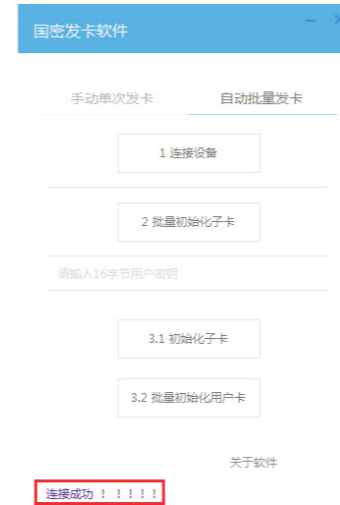 国密发卡软件
手动单次发卡 自动批量发卡
1 连接设备
2 批量初始化子卡
请输入16字节用户密钥
3.1 初始化子卡
3.2 批量初始化用户卡
关于软件
连接成功！！！！！